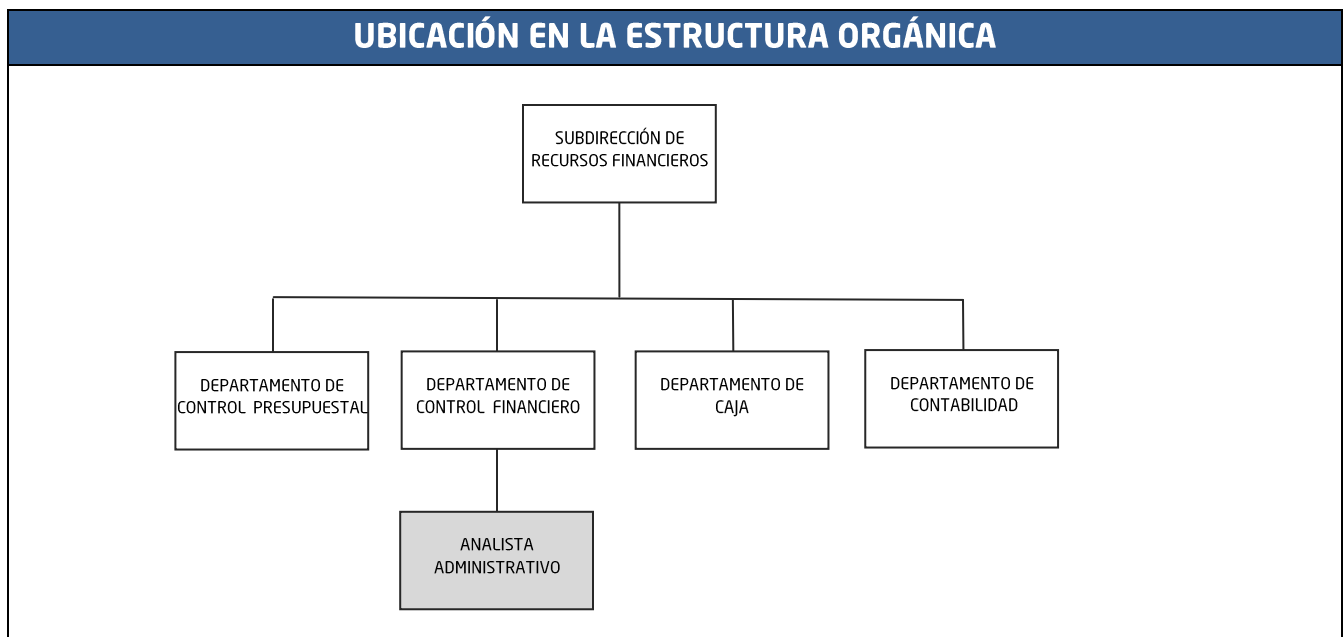 UBICACIÓN EN LA ESTRUCTURA ORGÁNICA
SUBDIRECCIÓN DE
RECURSOS FINANCIEROS
DEPARTAMENTO DE
CONTROL PRESUPUESTAL
DEPARTAMENTO DE
CONTROL FINANCIERO
DEPARTAMENTO DE
CAJA
DEPARTAMENTO DE
CONTABILIDAD
ANALISTA
ADMINISTRATIVO